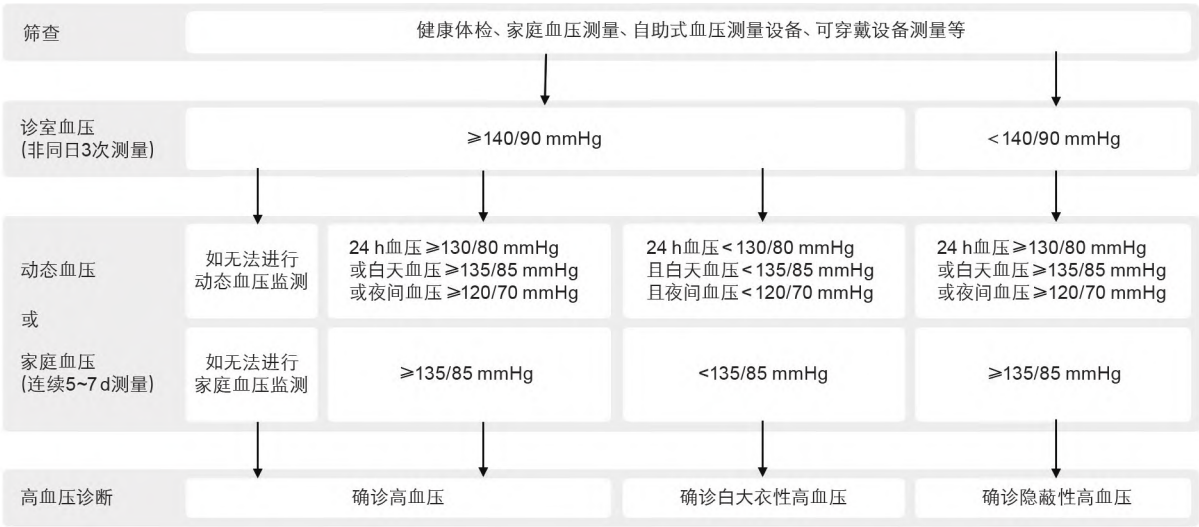 筛查
健康体检、家庭血压测量、自助式血压测量设备、可穿戴设备测量等
诊室血压
(非同日3次测量)
≥140/90 mmHg
<140/90 mmHg
动态血压
或
家庭血压
(连续5~7 d测量)
如无法进行
动态血压监测
24 h血压≥130/80 mmHg
或白天血压≥135/85 mmHg
或夜间血压≥120/70 mmHg
24 h血压<130/80 mmHg
且白天血压<135/85 mmHg
且夜间血压<120/70 mmHg
24 h血压≥130/80 mmHg
或白天血压≥135/85 mmHg
或夜间血压≥120/70 mmHg
如无法进行
家庭血压监测
≥135/85 mmHg
<135/85 mmHg
≥135/85 mmHg
高血压诊断
确诊高血压
确诊白大衣性高血压
确诊隐蔽性高血压